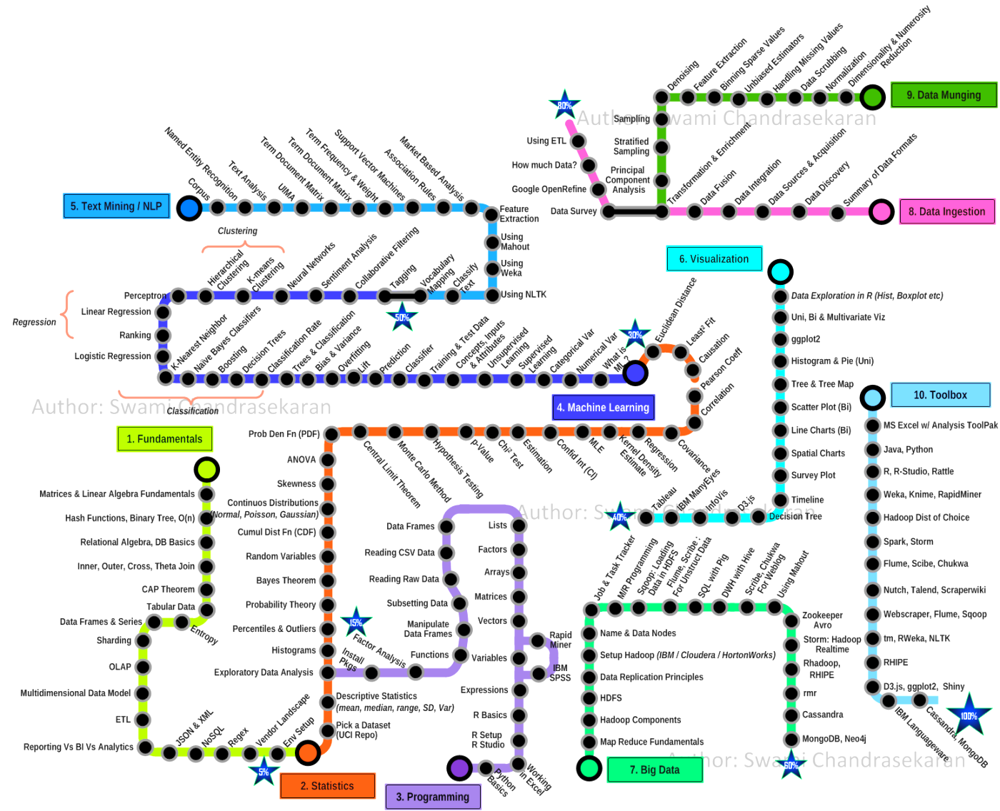 Denoising
Feature Extraction
Binning Sparse Values
Unbiased Estimators
Handling Missing Values
Data Scrubbing
Normalization
Dimensionality & Numerosity
Reduction
9. Data Munging
80%
Author: Swami Chandrasekaran
Sampling
Stratified
Sampling
Principal
Component
Analysis
Using ETL
How much Data?
Google OpenRefine
Data Survey
Transformation & Enrichment
Data Fusion
Data Integration
Data Sources & Acquisition
Data Discovery
Summary of Data Formats
8. Data Ingestion
5. Text Mining / NLP
Corpus
Named Entity Recognition
Text Analysis
UIMA
Term Document Matrix
Term Document Matrix
Term Frequency & Weight
Support Vector Machines
Association Rules
Market Based Analysis
Feature
Extraction
Using
Mahout
Using
Weka
Using NLTK
Classify
Text
Vocabulary
Mapping
50%
Tagging
Collaborative Filtering
Sentiment Analysis
Neural Networks
K-means
Clustering
Hierarchical
Clustering
Clustering
Perceptron
Regression
Linear Regression
Ranking
Logistic Regression
K-Nearest Neighbor
Naive Bayes Classifiers
Boosting
Decision Trees
Classification Rate
Trees & Classification
Bias & Variance
Overfitting
Lift
Prediction
Classifier
Training & Test Data
Concepts, Inputs
& Attributes
Unsupervised
Learning
Supervised
Learning
Categorical Var
Numerical Var
What is
ML?
30%
Classification
Author: Swami Chandrasekaran
4. Machine Learning
Euclidean Distance
Least² Fit
Causation
Pearson Coeff
Correlation
Covariance
Regression
Kernel Density
Estimate
MLE
Confid Int (CI)
Estimation
Chi² Test
p-Value
Hypothesis Testing
Monte Carlo Method
Central Limit Theorem
Prob Den Fn (PDF)
ANOVA
Skewness
Continuos Distributions
(Normal, Poisson, Gaussian)
Cumul Dist Fn (CDF)
Random Variables
Bayes Theorem
Probability Theory
Percentiles & Outliers
Histograms
Exploratory Data Analysis
Descriptive Statistics
(mean, median, range, SD, Var)
Pick a Dataset
(UCI Repo)
2. Statistics
1. Fundamentals
Matrices & Linear Algebra Fundamentals
Hash Functions, Binary Tree, O(n)
Relational Algebra, DB Basics
Inner, Outer, Cross, Theta Join
CAP Theorem
Tabular Data
Entropy
Data Frames & Series
Sharding
OLAP
Multidimensional Data Model
ETL
Reporting Vs BI Vs Analytics
JSON & XML
NoSQL
Regex
Vendor Landscape
Env Setup
5%
15%
Install
Pkgs
Factor Analysis
Functions
Manipulate
Data Frames
Subsetting Data
Reading Raw Data
Reading CSV Data
Data Frames
Lists
Factors
Arrays
Matrices
Vectors
Rapid
Miner
Variables
IBM
SPSS
Expressions
R Basics
R Setup
R Studio
Working
in Excel
Python
Basics
3. Programming
6. Visualization
Data Exploration in R (Hist, Boxplot etc)
Uni, Bi & Multivariate Viz
ggplot2
Histogram & Pie (Uni)
Tree & Tree Map
Scatter Plot (Bi)
Line Charts (Bi)
Spatial Charts
Survey Plot
Timeline
Decision Tree
D3.js
InfoVis
IBM ManyEyes
Tableau
40%
Author: Swami Chandrasekaran
Job & Task Tracker
M/R Programming
Sqoop: Loading
Data in HDFS
Flume, Scribe :
For Unstruct Data
SQL with Pig
DWH with Hive
Scribe, Chukwa
For Weblog
Using Mahout
Zookeeper
Avro
Storm: Hadoop
Realtime
Rhadoop,
RHIPE
rmr
Cassandra
MongoDB, Neo4j
60%
Name & Data Nodes
Setup Hadoop (IBM / Cloudera / HortonWorks)
Data Replication Principles
HDFS
Hadoop Components
Map Reduce Fundamentals
7. Big Data
Author: Swami Chandrasekaran
10. Toolbox
MS Excel w/ Analysis ToolPak
Java, Python
R, R-Studio, Rattle
Weka, Knime, RapidMiner
Hadoop Dist of Choice
Spark, Storm
Flume, Scibe, Chukwa
Nutch, Talend, Scraperwiki
Webscraper, Flume, Sqoop
tm, RWeka, NLTK
RHIPE
D3.js, ggplot2, Shiny
IBM Languageware
Cassandra, MongoDB
100%